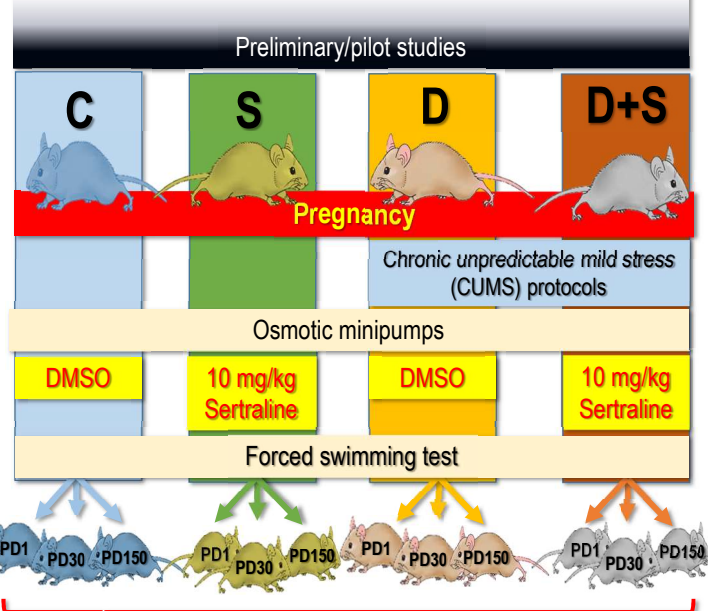 Preliminary/pilot studies
C S D D+S
Pregnancy
Chronic unpredictable mild stress
(CUMS) protocols
Osmotic minipumps
DMSO 10 mg/kg DMSO 10 mg/kg
Sertraline Sertraline
Forced swimming test
PD1 PD30 PD150 PD1 PD30 PD150 PD1 PD30 PD150 PD1 PD30 PD150